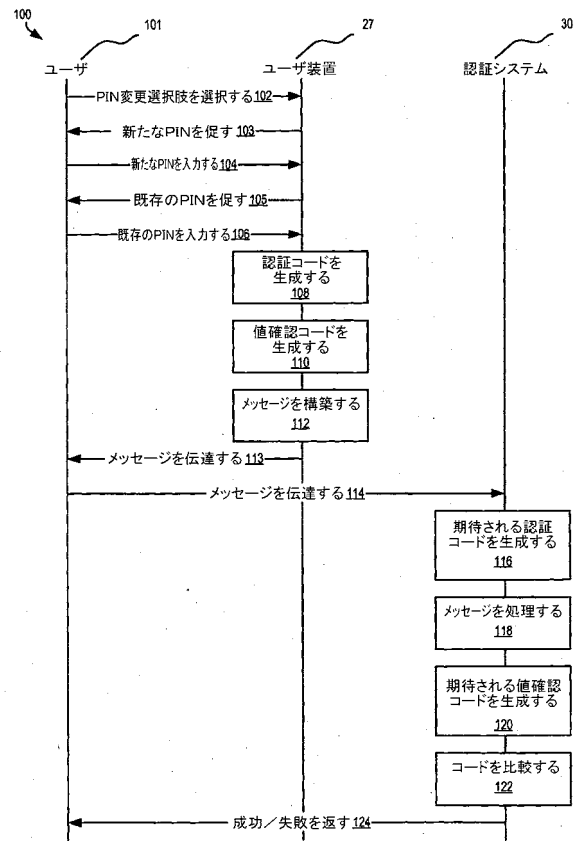 100
101
27
30
ユーザ
ユーザ装置
認証システム
PIN変更選択肢を選択する 102
新たなPINを促す 103
新たなPINを入力する 104
既存のPINを促す 105
既存のPINを入力する 106
認証コードを
生成する
108
値確認コードを
生成する
110
メッセージを構築する
112
メッセージを伝達する 113
メッセージを伝達する 114
期待される認証
コードを生成する
116
メッセージを処理する
118
期待される値確認
コードを生成する
120
コードを比較する
122
成功/失敗を返す 124